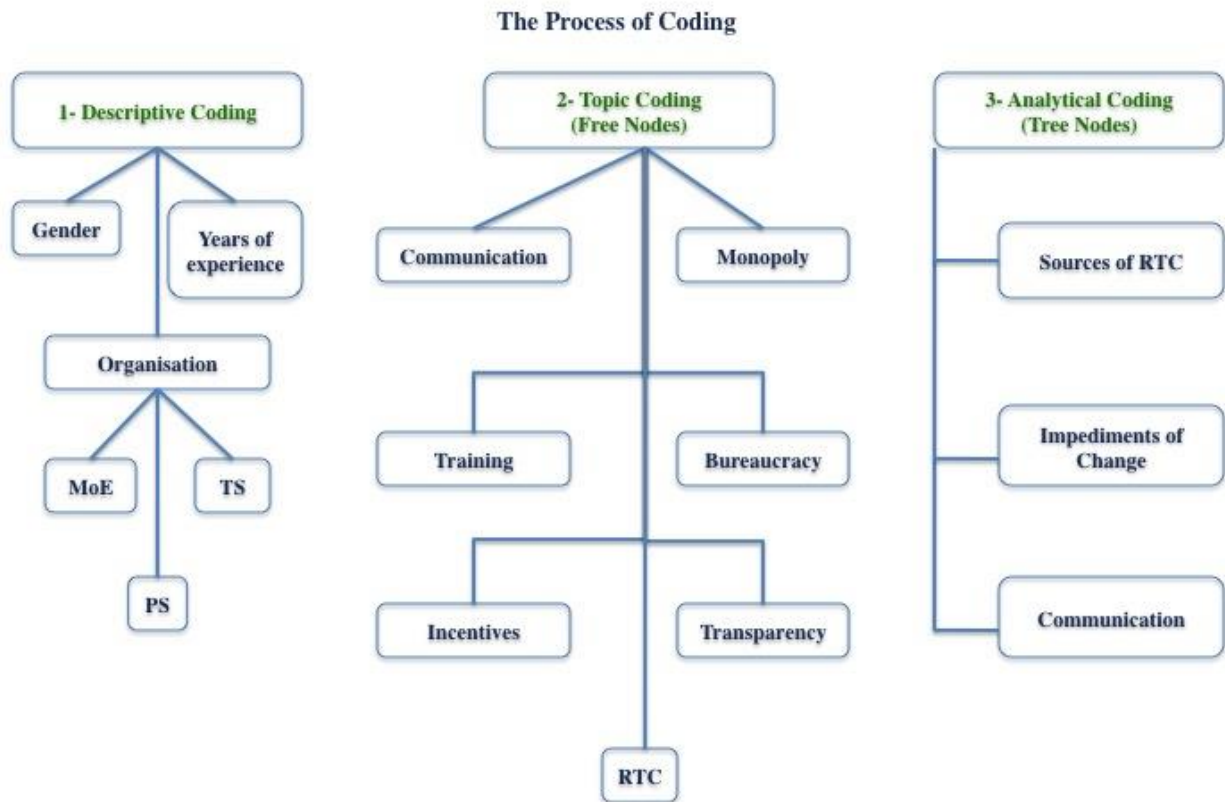 The Process of Coding
1- Descriptive Coding
Gender
Years of
experience
Organisation
MoE
TS
PS
2- Topic Coding
(Free Nodes)
Communication
Monopoly
Training
Bureaucracy
Incentives
Transparency
RTC
3- Analytical Coding
(Tree Nodes)
Sources of RTC
Impediments of
Change
Communication